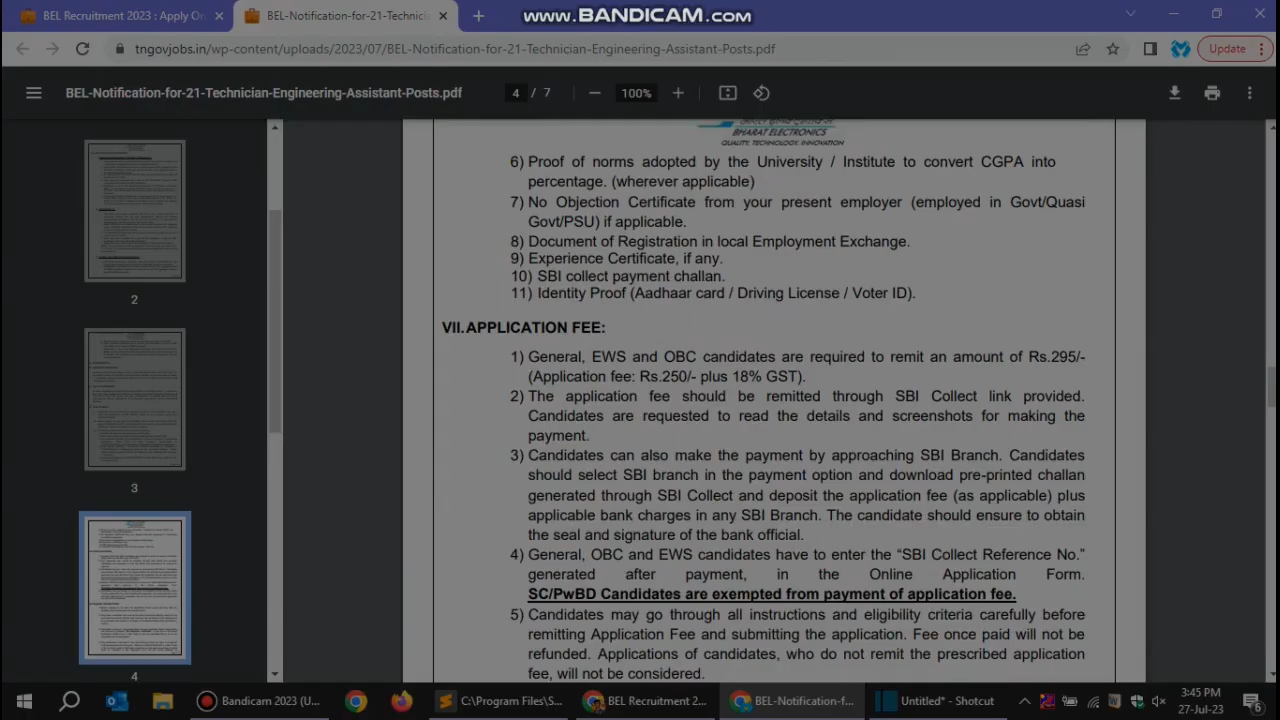 BEL Recruitment 2023 : Apply On
BEL-Notification-for-21-Technici
www.BANDICAM.com
tngovjobs.in/wp-content/uploads/2023/07/BEL-Notification-for-21-Technician-Engineering-Assistant-Posts.pdf
Update
BEL-Notification-for-21-Technician-Engineering-Assistant-Posts.pdf
4 / 7
100%
BHARAT ELECTRONICS
QUALITY, TECHNOLOGY, INNOVATION
6) Proof of norms adopted by the University / Institute to convert CGPA into
percentage. (wherever applicable)
7) No Objection Certificate from your present employer (employed in Govt/Quasi
Govt/PSU) if applicable.
8) Document of Registration in local Employment Exchange.
9) Experience Certificate, if any.
10) SBI collect payment challan.
11) Identity Proof (Aadhaar card / Driving License / Voter ID).
VII. APPLICATION FEE:
1) General, EWS and OBC candidates are required to remit an amount of Rs.295/-
(Application fee: Rs.250/- plus 18% GST).
2) The application fee should be remitted through SBI Collect link provided.
Candidates are requested to read the details and screenshots for making the
payment.
3) Candidates can also make the payment by approaching SBI Branch. Candidates
should select SBI branch in the payment option and download pre-printed challan
generated through SBI Collect and deposit the application fee (as applicable) plus
applicable bank charges in any SBI Branch. The candidate should ensure to obtain
the seal and signature of the bank official.
4) General, OBC and EWS candidates have to enter the “SBI Collect Reference No.”
generated after payment, in the Online Application Form.
SC/PwBD Candidates are exempted from payment of application fee.
5) Candidates may go through all instructions and eligibility criteria carefully before
remitting Application Fee and submitting the application. Fee once paid will not be
refunded. Applications of candidates, who do not remit the prescribed application
fee, will not be considered.
2
3
4
Bandicam 2023 (U...
C:\Program Files\S...
BEL Recruitment 2...
BEL-Notification-f...
Untitled* - Shotcut
3:45 PM
27-Jul-23
6